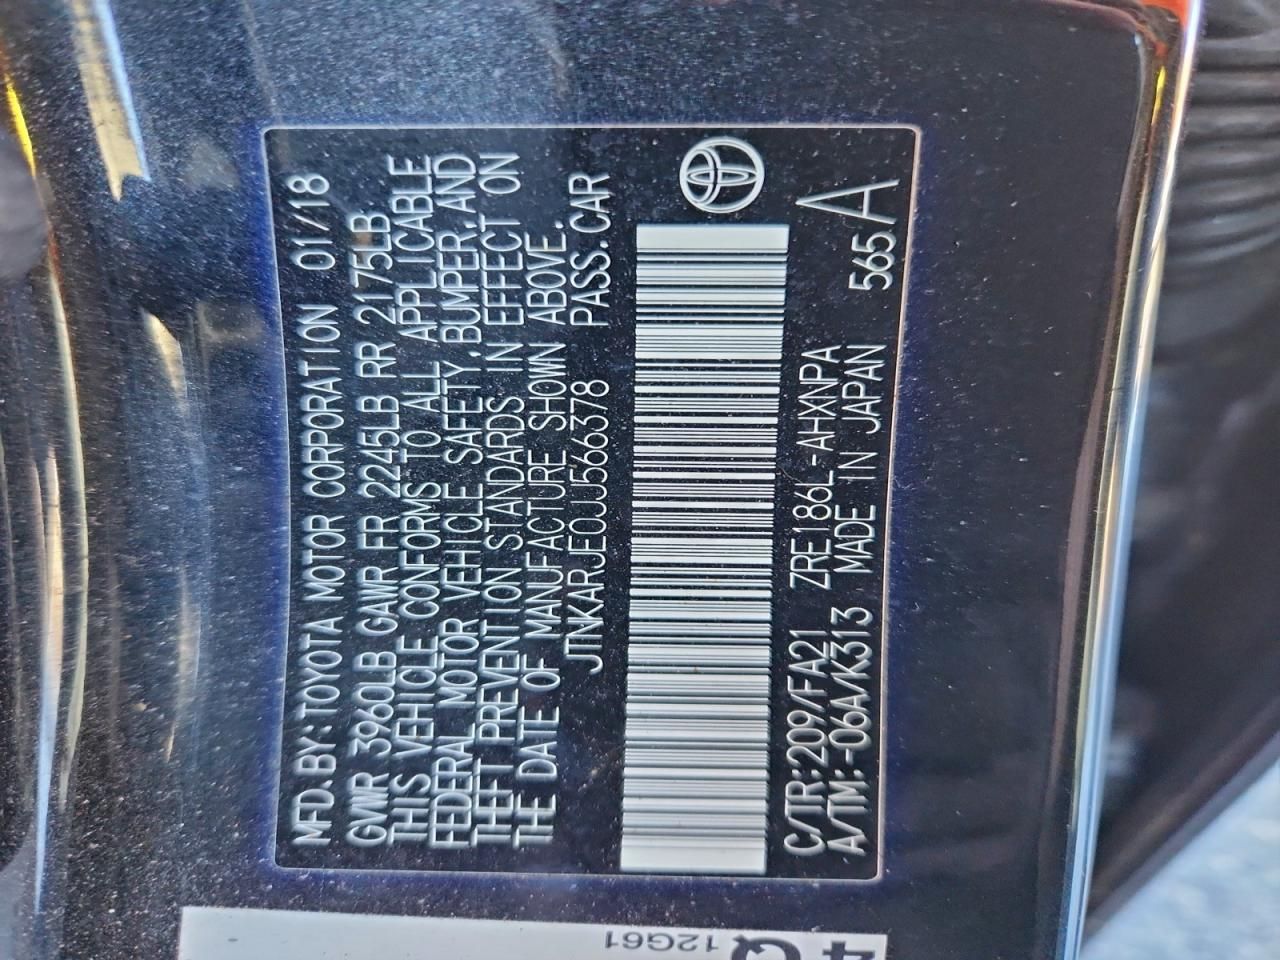 MFD.BY:TOYOTA MOTOR CORPORATION 01/18
GVWR 3960LB GAWR FR 2245LB RR 2175LB
THIS VEHICLE CONFORMS TO ALL APPLICABLE
FEDERAL MOTOR VEHICLE SAFETY,BUMPER,AND
THEFT PREVENTION STANDARDS IN EFFECT ON
THE DATE OF MANUFACTURE SHOWN ABOVE.
JTNKARJE0JJ566378 PASS.CAR
C/TR:209/FA21 ZRE186L-AHXNPA
A/TM:-06A/K313 MADE IN JAPAN 565 A
12G61